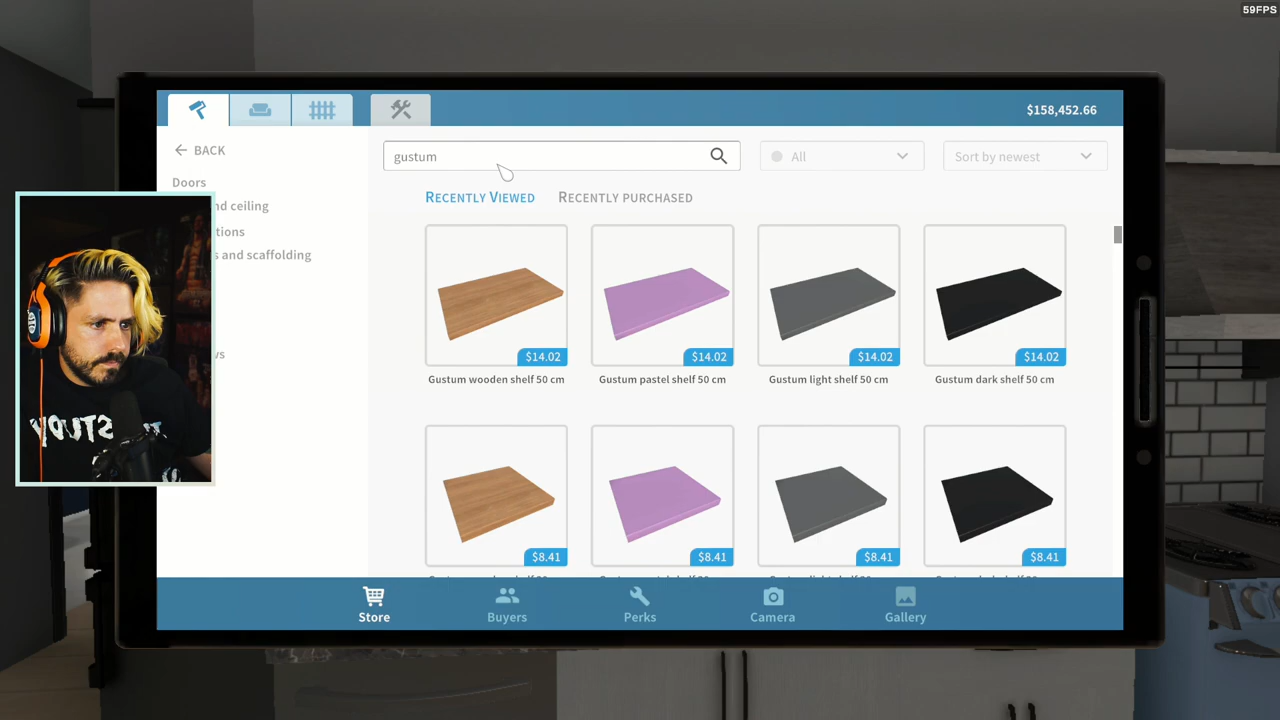 59FPS
$158,452.66
BACK
gustum
All
Sort by newest
Doors
nd ceiling
tions
s and scaffolding
ws
RECENTLY VIEWED RECENTLY PURCHASED
$14.02 $14.02 $14.02 $14.02
Gustum wooden shelf 50 cm Gustum pastel shelf 50 cm Gustum light shelf 50 cm Gustum dark shelf 50 cm
$8.41 $8.41 $8.41 $8.41
Store Buyers Perks Camera Gallery